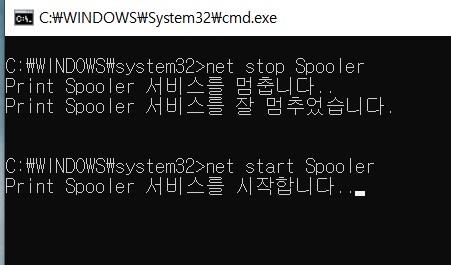 C:₩WINDOWS₩System32₩cmd.exe
C:₩WINDOWS₩system32>net stop Spooler
Print Spooler 서비스를 멈춥니다..
Print Spooler 서비스를 잘 멈추었습니다.
C:₩WINDOWS₩system32>net start Spooler
Print Spooler 서비스를 시작합니다..